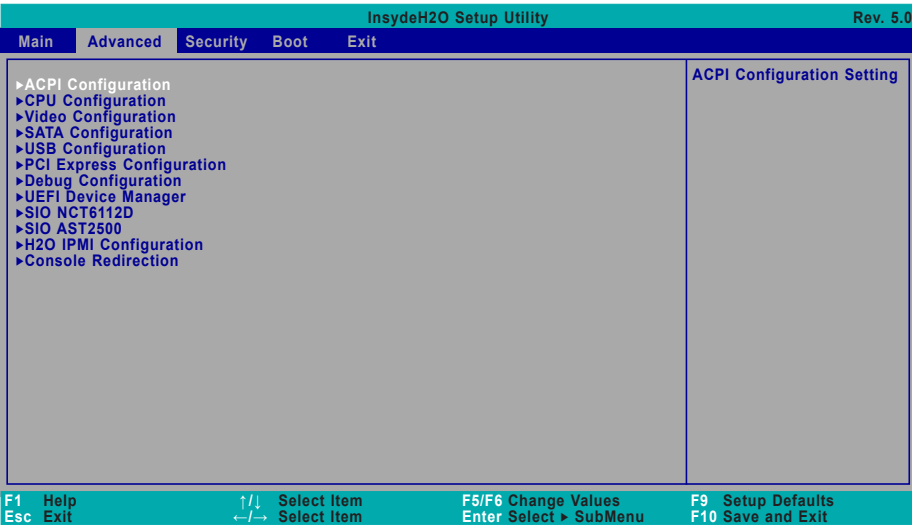 InsydeH2O Setup Utility Rev. 5.0
Main Advanced Security Boot Exit
▶ACPI Configuration
▶CPU Configuration
▶Video Configuration
▶SATA Configuration
▶USB Configuration
▶PCI Express Configuration
▶Debug Configuration
▶UEFI Device Manager
▶SIO NCT6112D
▶SIO AST2500
▶H2O IPMI Configuration
▶Console Redirection
ACPI Configuration Setting
F1 Help ↑/↓ Select Item F5/F6 Change Values F9 Setup Defaults
Esc Exit ←/→ Select Item Enter Select ▶ SubMenu F10 Save and Exit